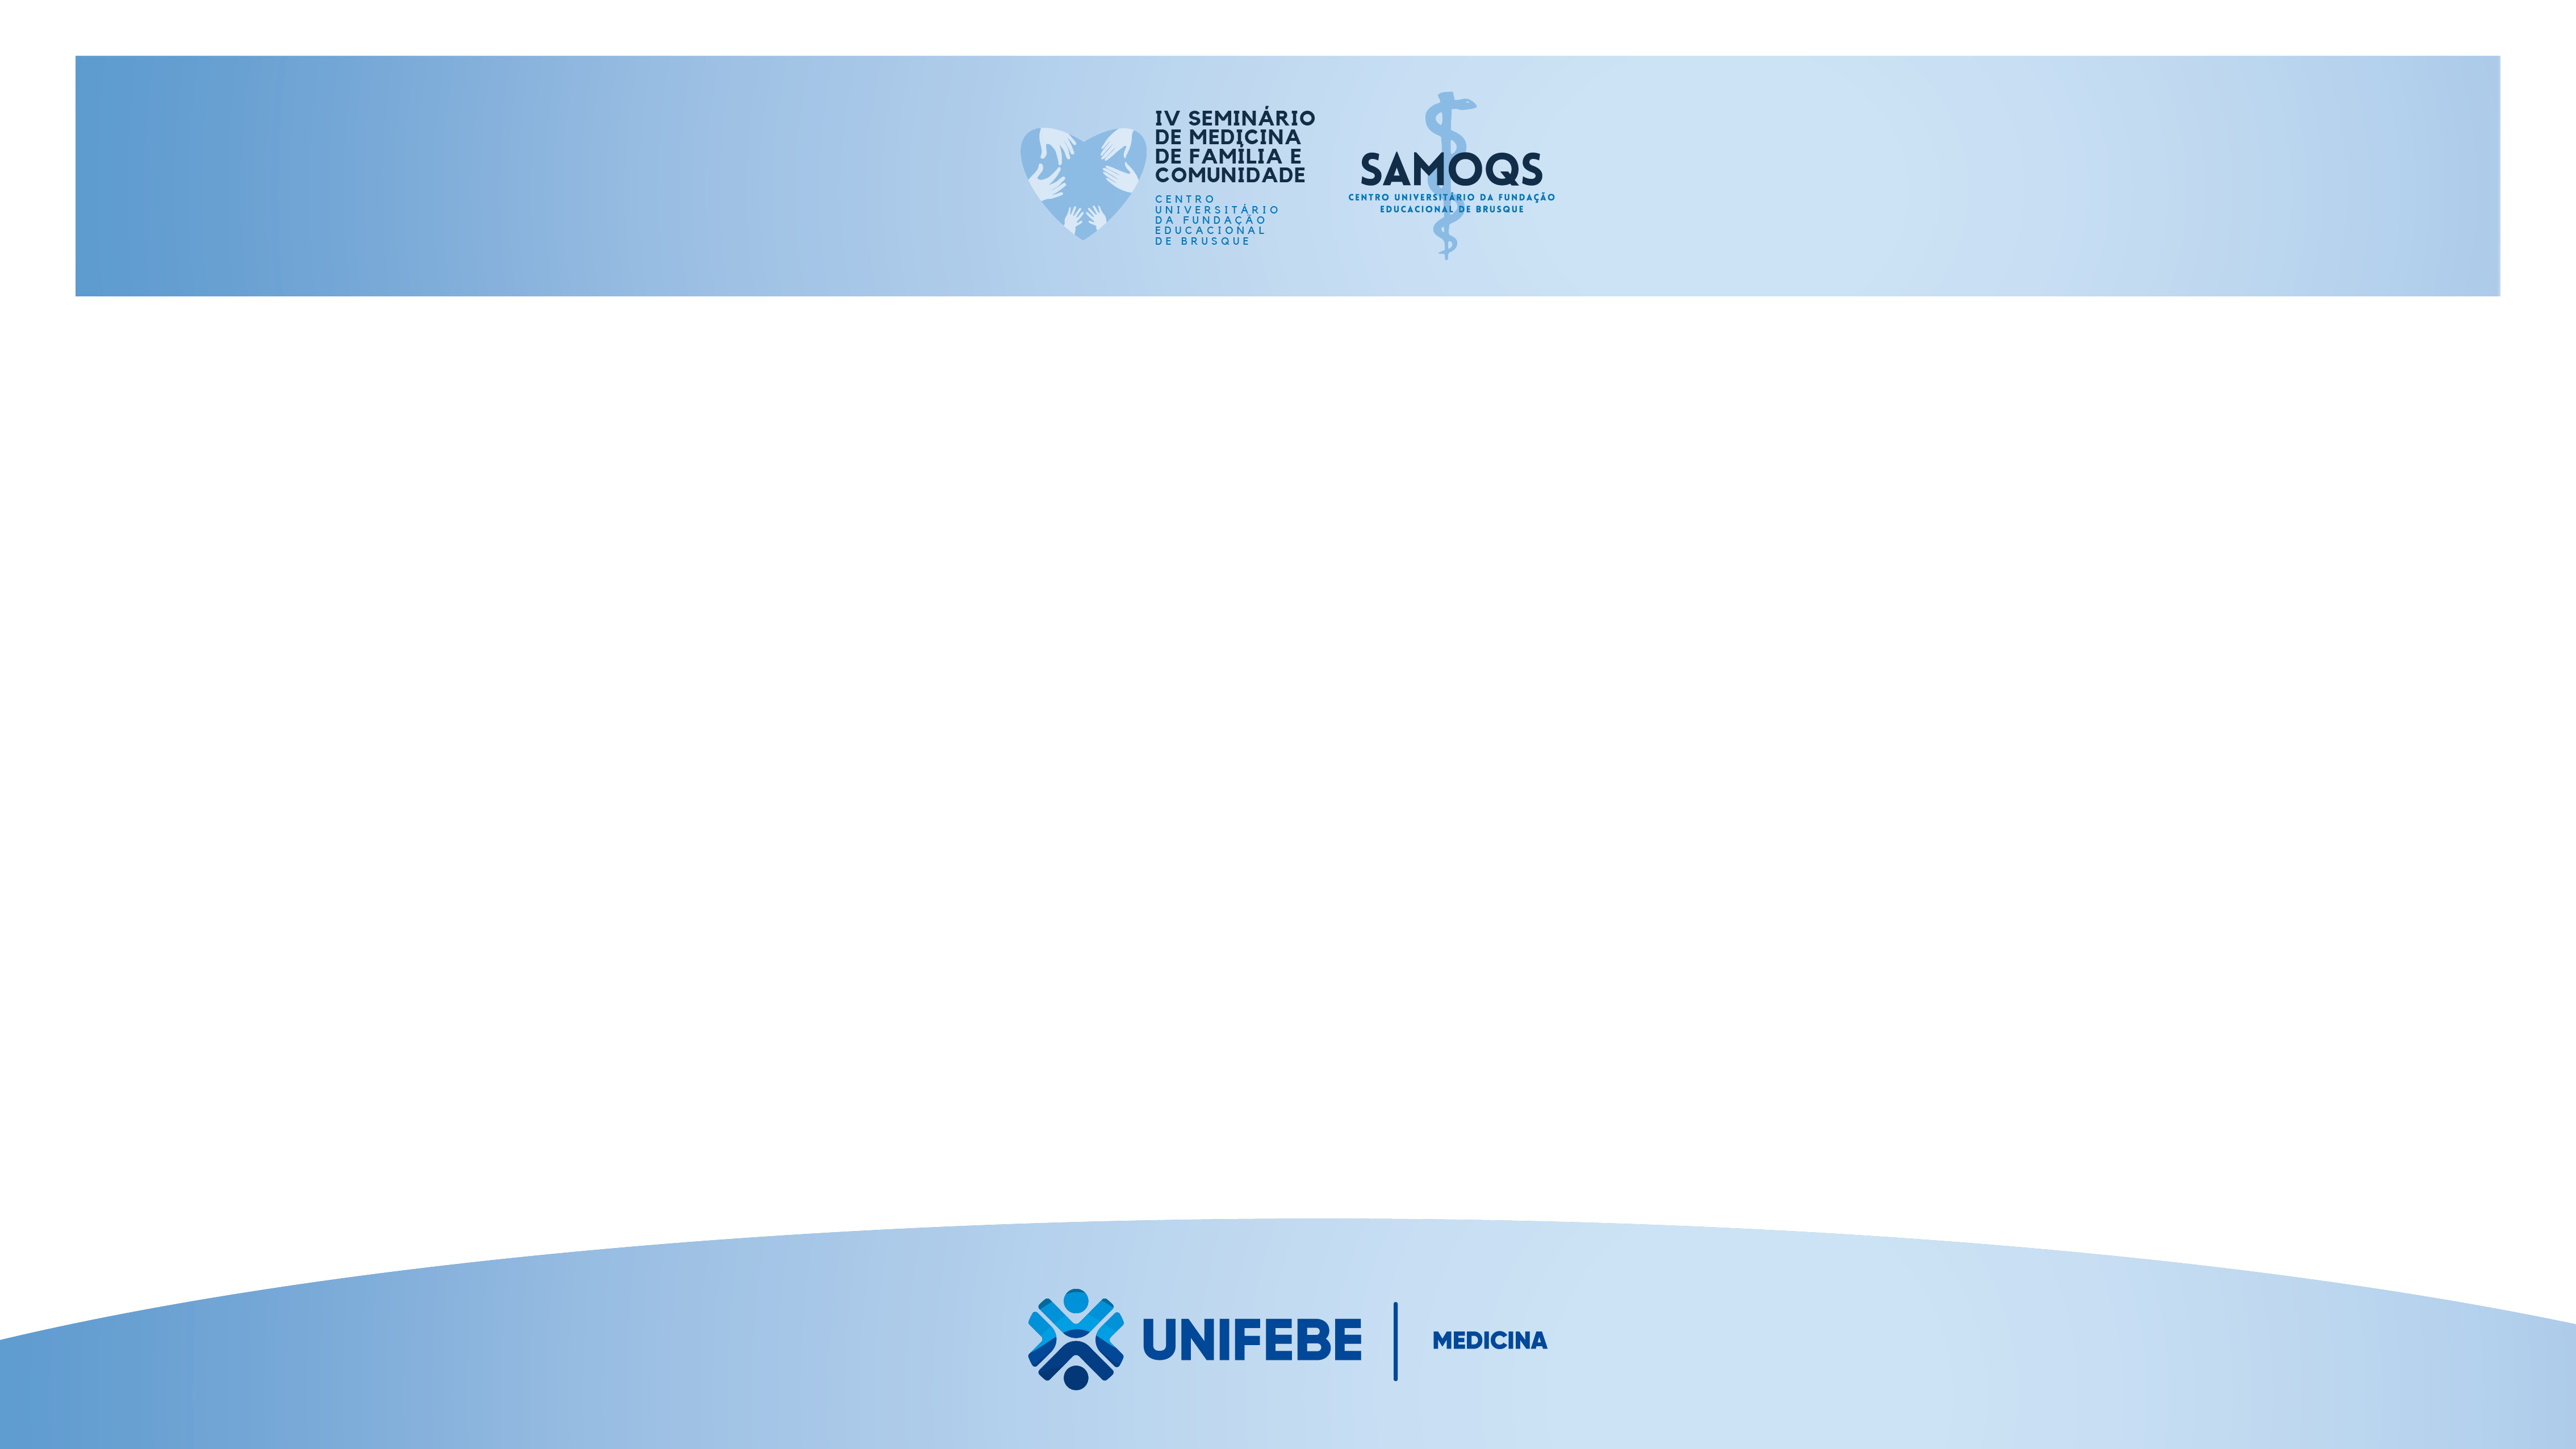 IV SEMINÁRIO
DE MEDICINA
DE FAMÍLIA E
COMUNIDADE
CENTRO
UNIVERSITÁRIO
DA FUNDAÇÃO
EDUCACIONAL
DE BRUSQUE
SAMOQS
CENTRO UNIVERSITÁRIO DA FUNDAÇÃO
EDUCACIONAL DE BRUSQUE
UNIFEBE
MEDICINA